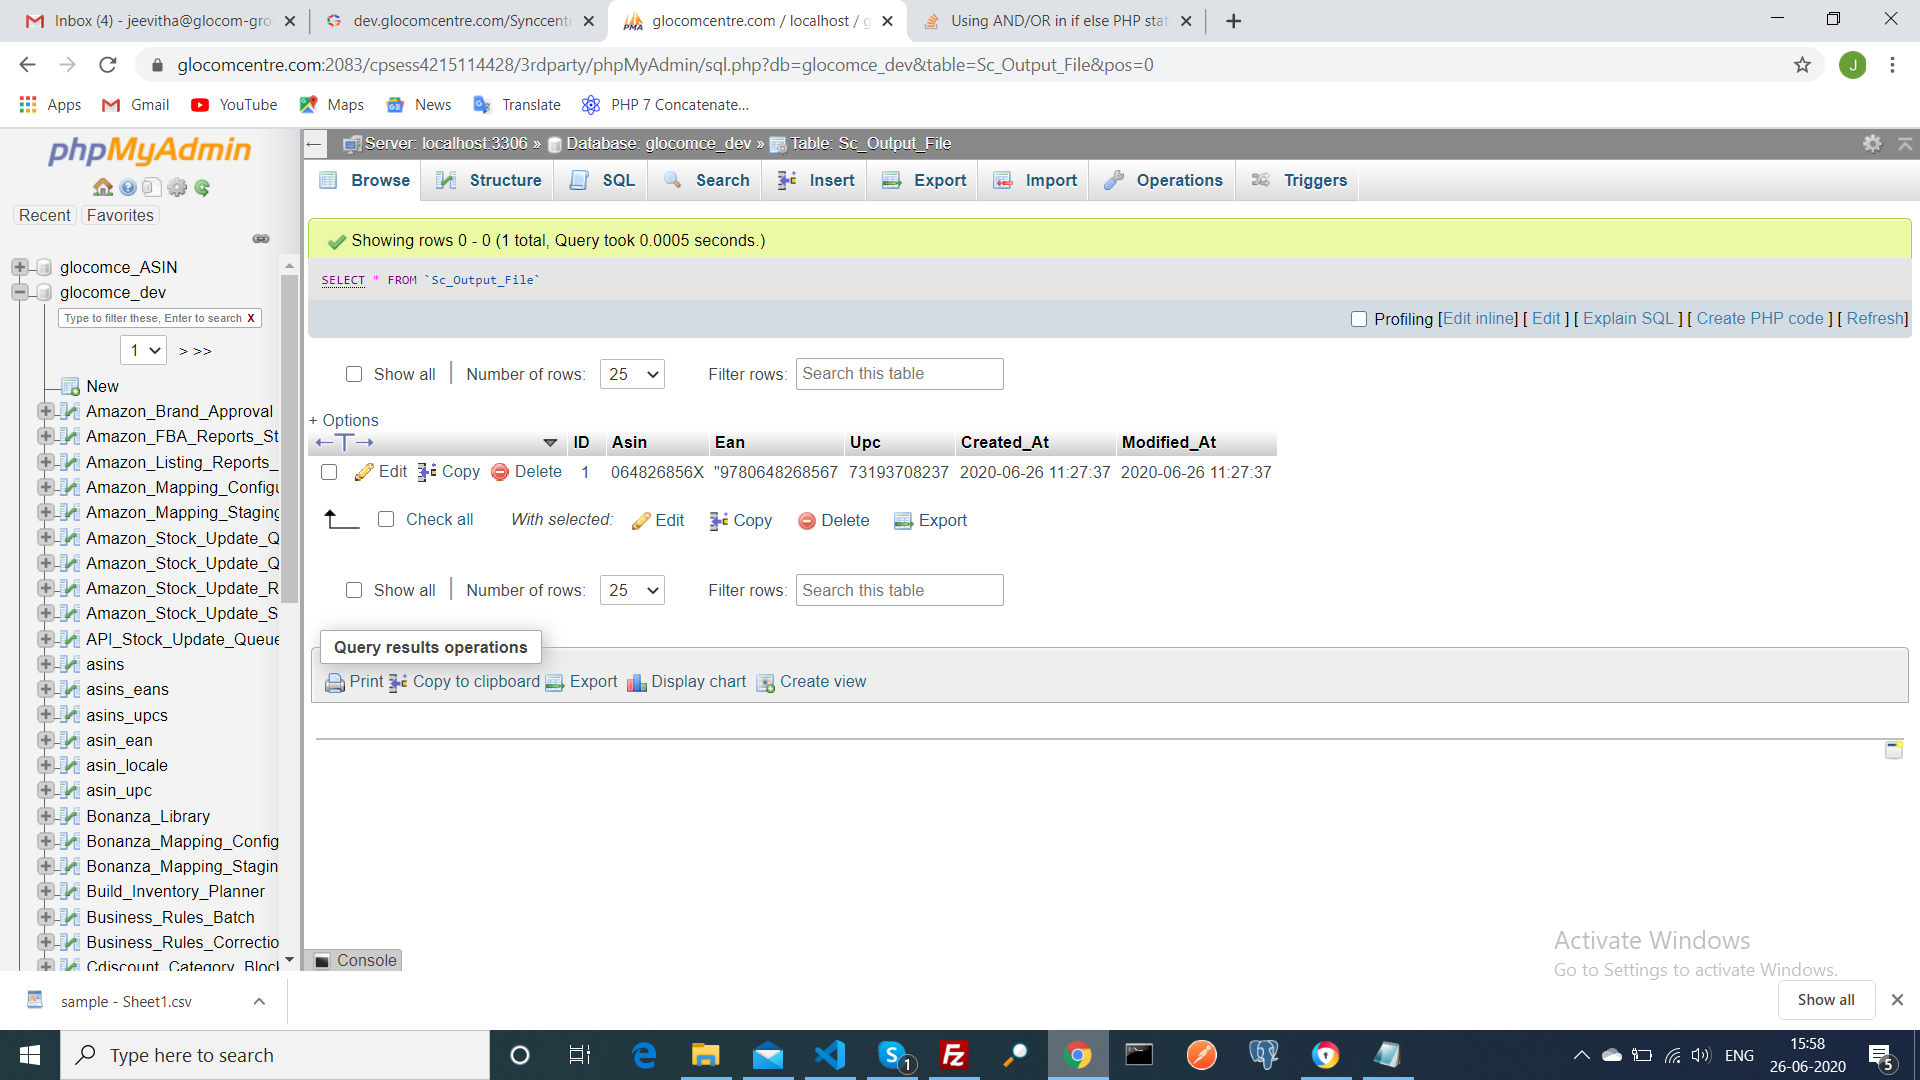 Inbox (4) - jeevitha@glocom-gro
dev.glocomcentre.com/Synccent
glocomcentre.com / localhost / g
Using AND/OR in if else PHP stat
glocomcentre.com:2083/cpsess4215114428/3rdparty/phpMyAdmin/sql.php?db=glocomce_dev&table=Sc_Output_File&pos=0
J
Apps Gmail YouTube Maps News Translate PHP 7 Concatenate...
phpMyAdmin
Recent Favorites
glocomce_ASIN
glocomce_dev
Type to filter these, Enter to search X
1 > >>
New
Amazon_Brand_Approval
Amazon_FBA_Reports_St
Amazon_Listing_Reports_
Amazon_Mapping_Configu
Amazon_Mapping_Staging
Amazon_Stock_Update_Q
Amazon_Stock_Update_Q
Amazon_Stock_Update_R
Amazon_Stock_Update_S
API_Stock_Update_Queue
asins
asins_eans
asins_upcs
asin_ean
asin_locale
asin_upc
Bonanza_Library
Bonanza_Mapping_Config
Bonanza_Mapping_Stagin
Build_Inventory_Planner
Business_Rules_Batch
Business_Rules_Correctio
Cdiscount_Category_Block
Server: localhost:3306 » Database: glocomce_dev » Table: Sc_Output_File
Browse Structure SQL Search Insert Export Import Operations Triggers
Showing rows 0 - 0 (1 total, Query took 0.0005 seconds.)
SELECT * FROM `Sc_Output_File`
Profiling [Edit inline] [ Edit ] [ Explain SQL ] [ Create PHP code ] [ Refresh]
Show all Number of rows: 25 Filter rows: Search this table
+ Options
←T→ ID Asin Ean Upc Created_At Modified_At
Edit Copy Delete 1 064826856X "9780648268567 73193708237 2020-06-26 11:27:37 2020-06-26 11:27:37
Check all With selected: Edit Copy Delete Export
Show all Number of rows: 25 Filter rows: Search this table
Query results operations
Print Copy to clipboard Export Display chart Create view
Console
Activate Windows
Go to Settings to activate Windows.
sample - Sheet1.csv
Show all
Type here to search
1
ENG
15:58
26-06-2020
5